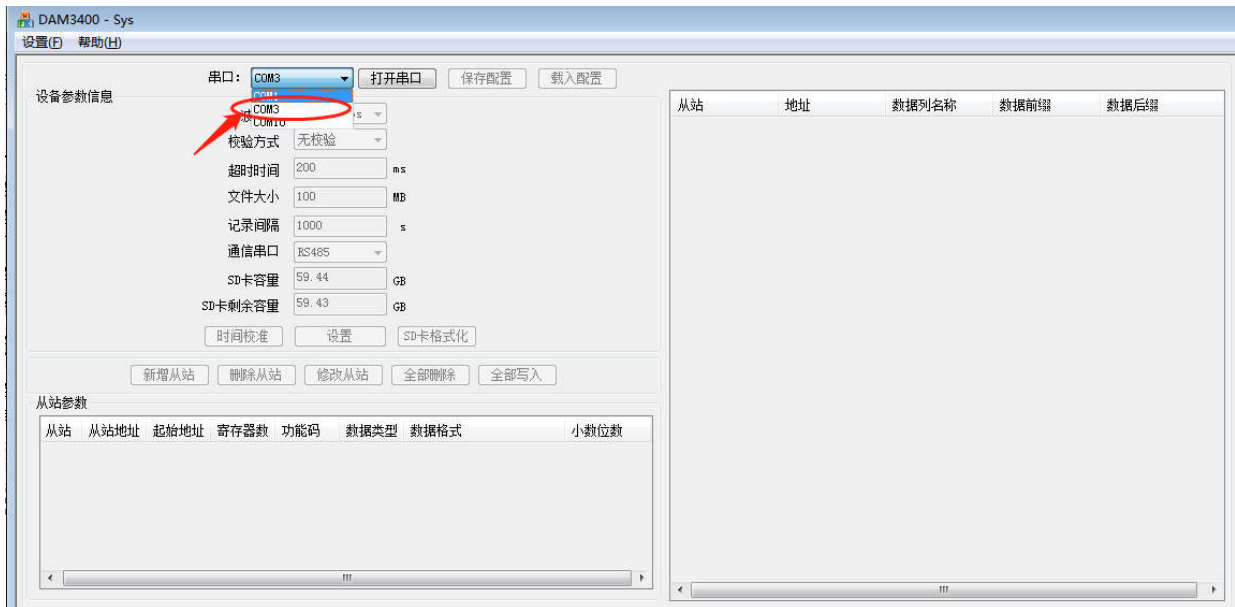 DAM3400 - Sys
设置(F) 帮助(H)
串口： COM3 打开串口 保存配置 载入配置
设备参数信息
COM3
COM10
校验方式 无校验
超时时间 200 ms
文件大小 100 MB
记录间隔 1000 s
通信串口 RS485
SD卡容量 59.44 GB
SD卡剩余容量 59.43 GB
时间校准 设置 SD卡格式化
新增从站 删除从站 修改从站 全部删除 全部写入
从站参数
从站 从站地址 起始地址 寄存器数 功能码 数据类型 数据格式 小数位数
从站 地址 数据列名称 数据前缀 数据后缀